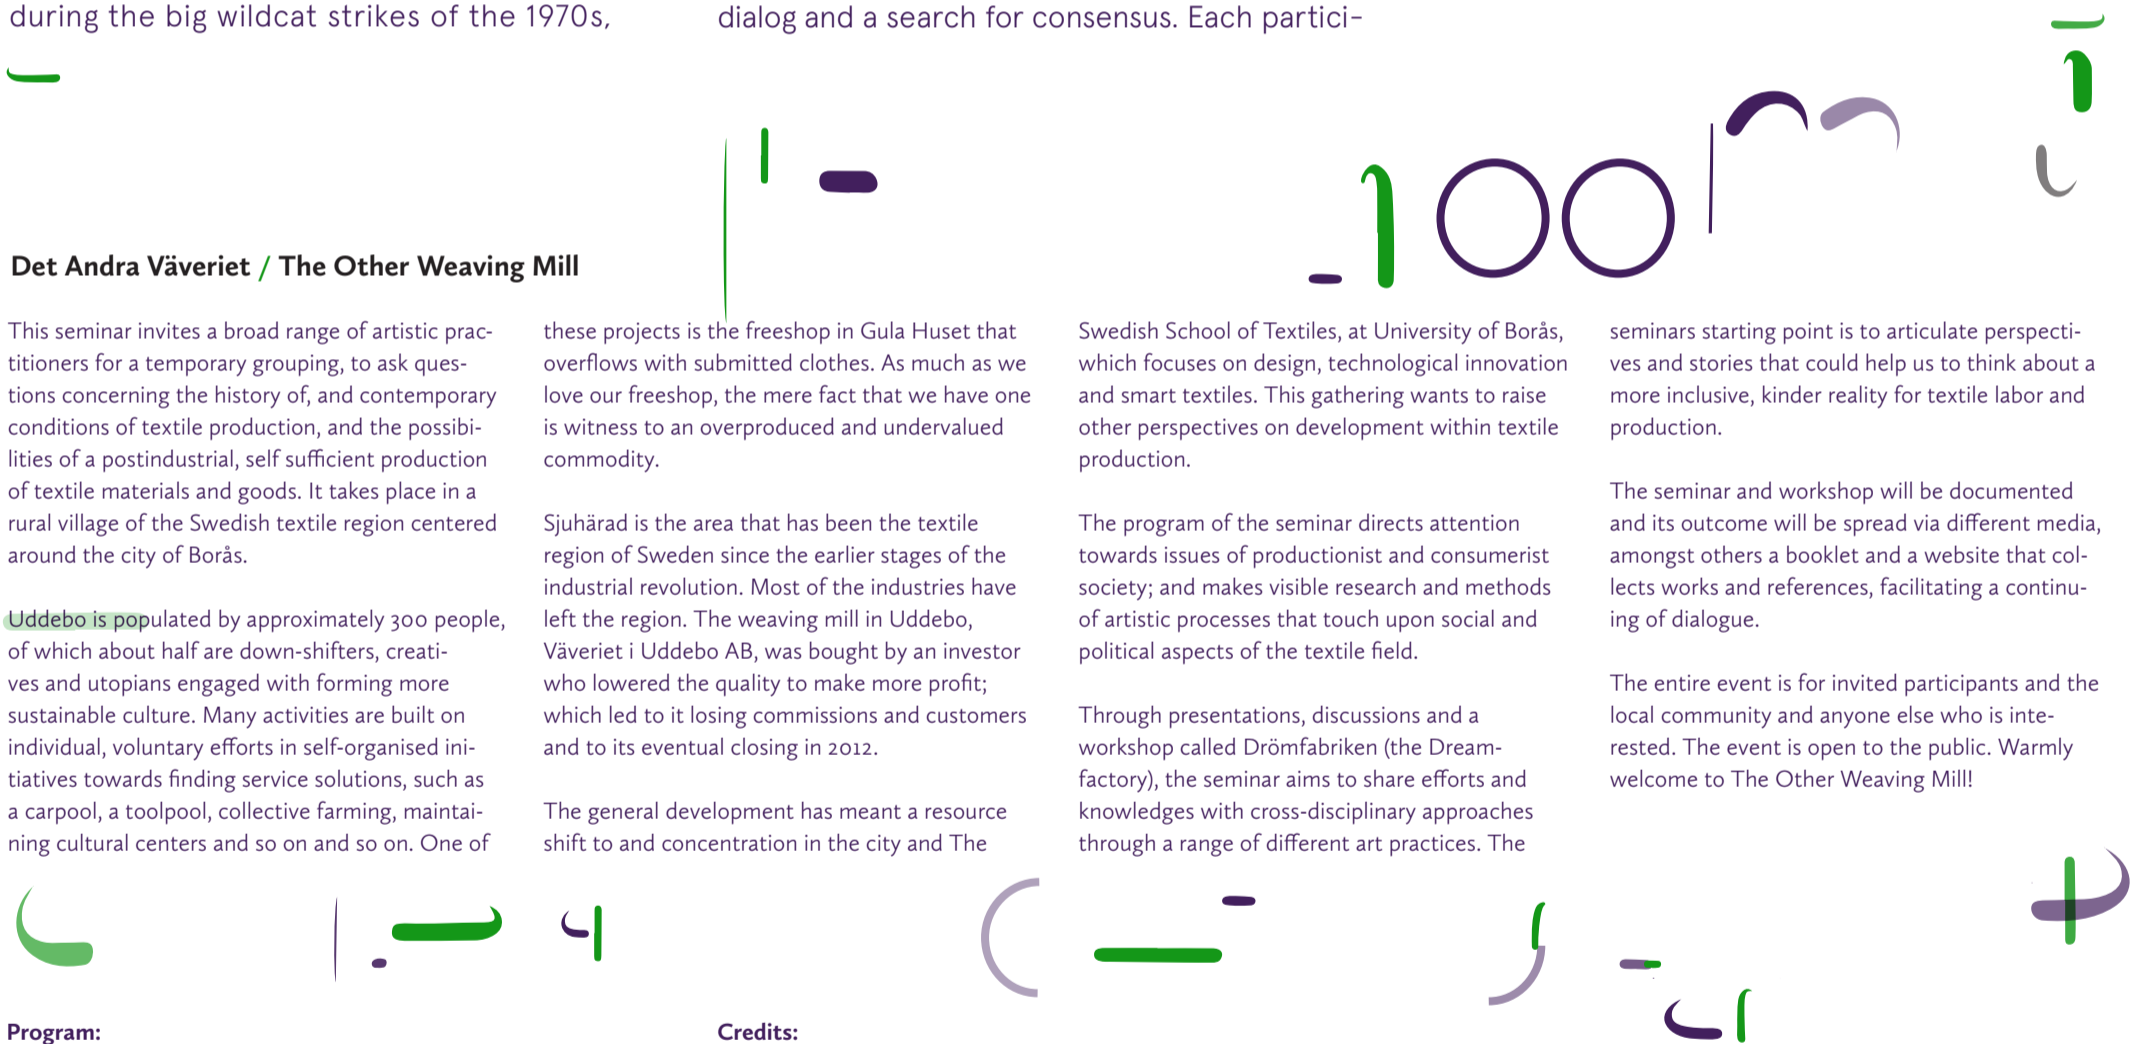 during the big wildcat strikes of the 1970s,
dialog and a search for consensus. Each partici-
Det Andra Väveriet / The Other Weaving Mill
This seminar invites a broad range of artistic prac-
titioners for a temporary grouping, to ask ques-
tions concerning the history of, and contemporary
conditions of textile production, and the possibi-
lities of a postindustrial, self sufficient production
of textile materials and goods. It takes place in a
rural village of the Swedish textile region centered
around the city of Borås.
Uddebo is populated by approximately 300 people,
of which about half are down-shifters, creati-
ves and utopians engaged with forming more
sustainable culture. Many activities are built on
individual, voluntary efforts in self-organised ini-
tiatives towards finding service solutions, such as
a carpool, a toolpool, collective farming, maintai-
ning cultural centers and so on and so on. One of
these projects is the freeshop in Gula Huset that
overflows with submitted clothes. As much as we
love our freeshop, the mere fact that we have one
is witness to an overproduced and undervalued
commodity.
Sjuhärad is the area that has been the textile
region of Sweden since the earlier stages of the
industrial revolution. Most of the industries have
left the region. The weaving mill in Uddebo,
Väveriet i Uddebo AB, was bought by an investor
who lowered the quality to make more profit;
which led to it losing commissions and customers
and to its eventual closing in 2012.
The general development has meant a resource
shift to and concentration in the city and The
Swedish School of Textiles, at University of Borås,
which focuses on design, technological innovation
and smart textiles. This gathering wants to raise
other perspectives on development within textile
production.
The program of the seminar directs attention
towards issues of productionist and consumerist
society; and makes visible research and methods
of artistic processes that touch upon social and
political aspects of the textile field.
Through presentations, discussions and a
workshop called Drömfabriken (the Dream-
factory), the seminar aims to share efforts and
knowledges with cross-disciplinary approaches
through a range of different art practices. The
seminars starting point is to articulate perspecti-
ves and stories that could help us to think about a
more inclusive, kinder reality for textile labor and
production.
The seminar and workshop will be documented
and its outcome will be spread via different media,
amongst others a booklet and a website that col-
lects works and references, facilitating a continu-
ing of dialogue.
The entire event is for invited participants and the
local community and anyone else who is inte-
rested. The event is open to the public. Warmly
welcome to The Other Weaving Mill!
Program:
Credits: